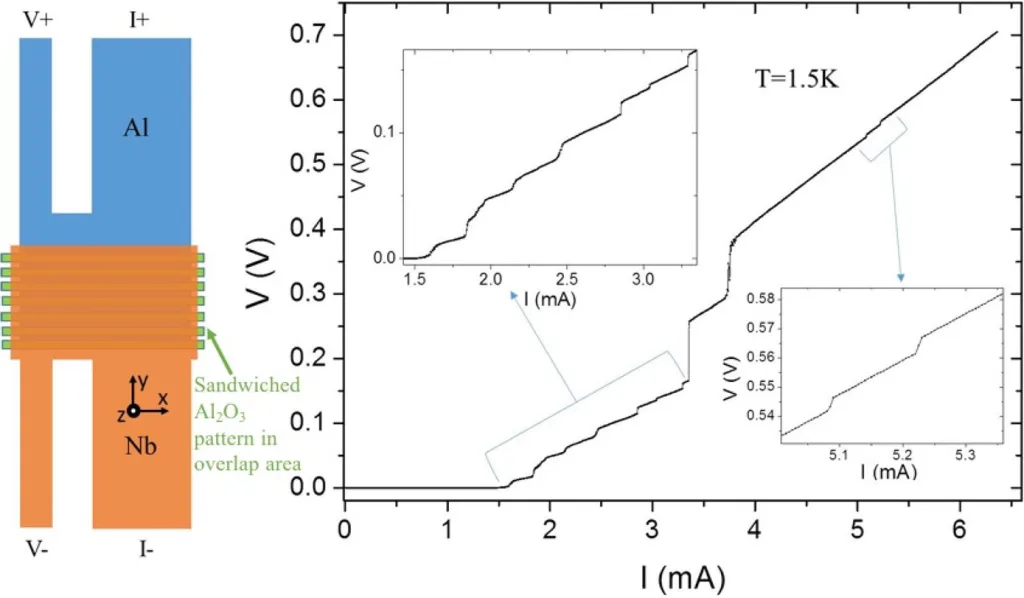 V+ I+
Al
Sandwiched
Al₂O₃
pattern in
overlap area
y
x
z
Nb
V- I-
V (V)
0.7
0.6
0.5
0.4
0.3
0.2
0.1
0.0
0 1 2 3 4 5 6
I (mA)
T=1.5K
V (V)
0.1
0.0
1.5 2.0 2.5 3.0
I (mA)
V (V)
0.58
0.57
0.56
0.55
0.54
5.1 5.2 5.3
I (mA)